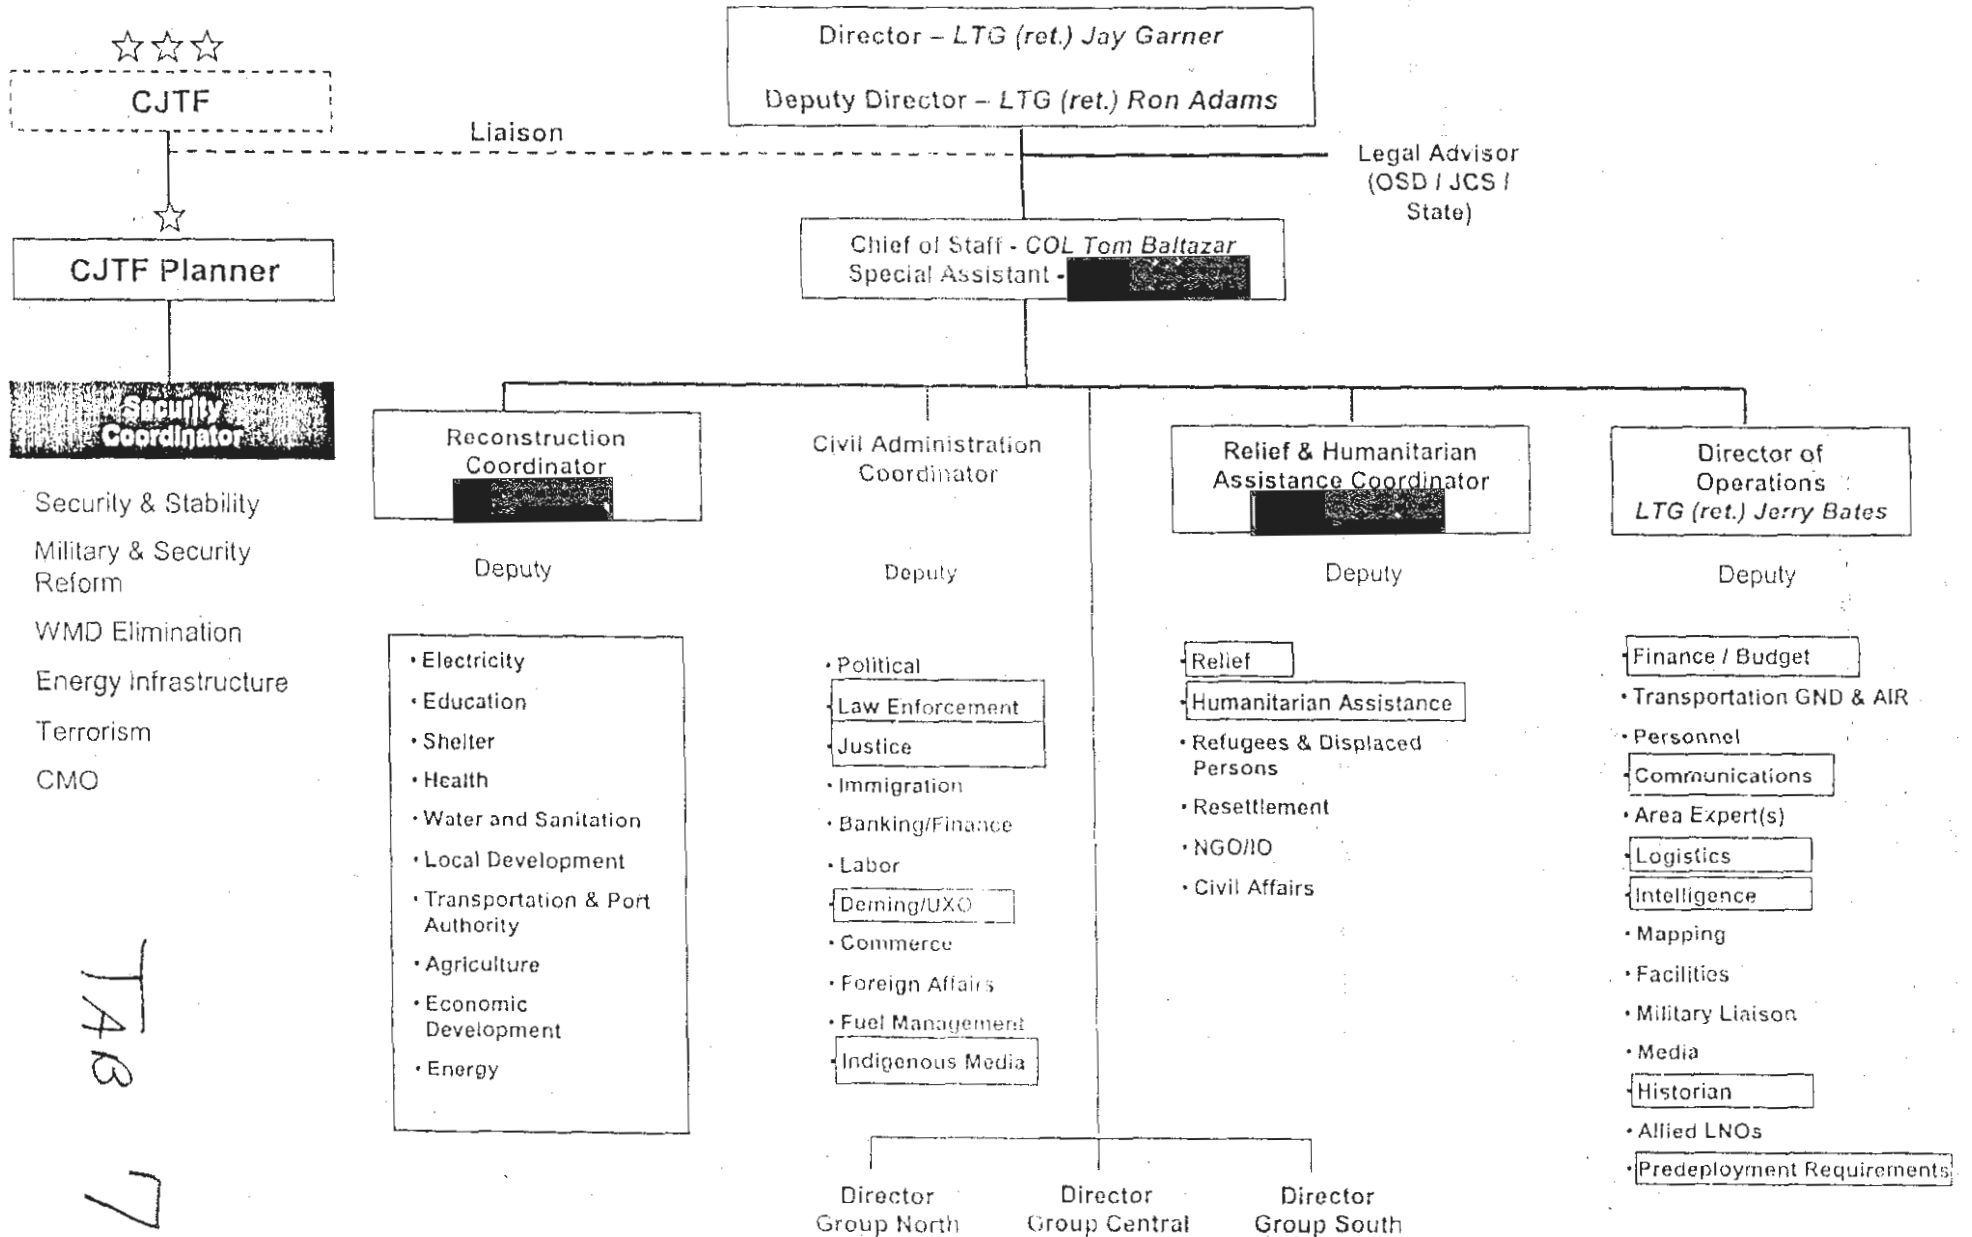 Director – LTG (ret.) Jay Garner
Deputy Director – LTG (ret.) Ron Adams
CJTF
Liaison
Legal Advisor
(OSD / JCS /
State)
CJTF Planner
Chief of Staff - COL Tom Baltazar
Special Assistant -
Security
Coordinator
Security & Stability
Military & Security
Reform
WMD Elimination
Energy Infrastructure
Terrorism
CMO
Reconstruction
Coordinator
Deputy
• Electricity
• Education
• Shelter
• Health
• Water and Sanitation
• Local Development
• Transportation & Port
Authority
• Agriculture
• Economic
Development
• Energy
Civil Administration
Coordinator
Deputy
• Political
• Law Enforcement
• Justice
• Immigration
• Banking/Finance
• Labor
• Deming/UXO
• Commerce
• Foreign Affairs
• Fuel Management
• Indigenous Media
Relief & Humanitarian
Assistance Coordinator
Deputy
• Relief
• Humanitarian Assistance
• Refugees & Displaced
Persons
• Resettlement
• NGO/IO
• Civil Affairs
Director of
Operations
LTG (ret.) Jerry Bates
Deputy
• Finance / Budget
• Transportation GND & AIR
• Personnel
• Communications
• Area Expert(s)
• Logistics
• Intelligence
• Mapping
• Facilities
• Military Liaison
• Media
• Historian
• Allied LNOs
• Predeployment Requirements
Director
Group North
Director
Group Central
Director
Group South
TAB 7